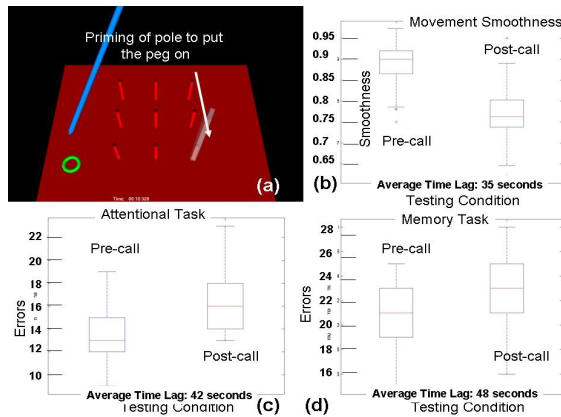 Priming of pole to put
the peg on
Time: 00:10:328
(a)
Movement Smoothness
0.95
0.9
0.85
0.8
0.75
0.7
0.65
Smoothness
Post-call
Pre-call
(b)
Average Time Lag: 35 seconds
Testing Condition
Attentional Task
22
20
18
16
14
12
10
Errors
Pre-call
Post-call
Average Time Lag: 42 seconds
Testing Condition
(c)
Memory Task
28
26
24
22
20
18
16
Errors
Pre-call
Post-call
Average Time Lag: 48 seconds
(d)
Testing Condition